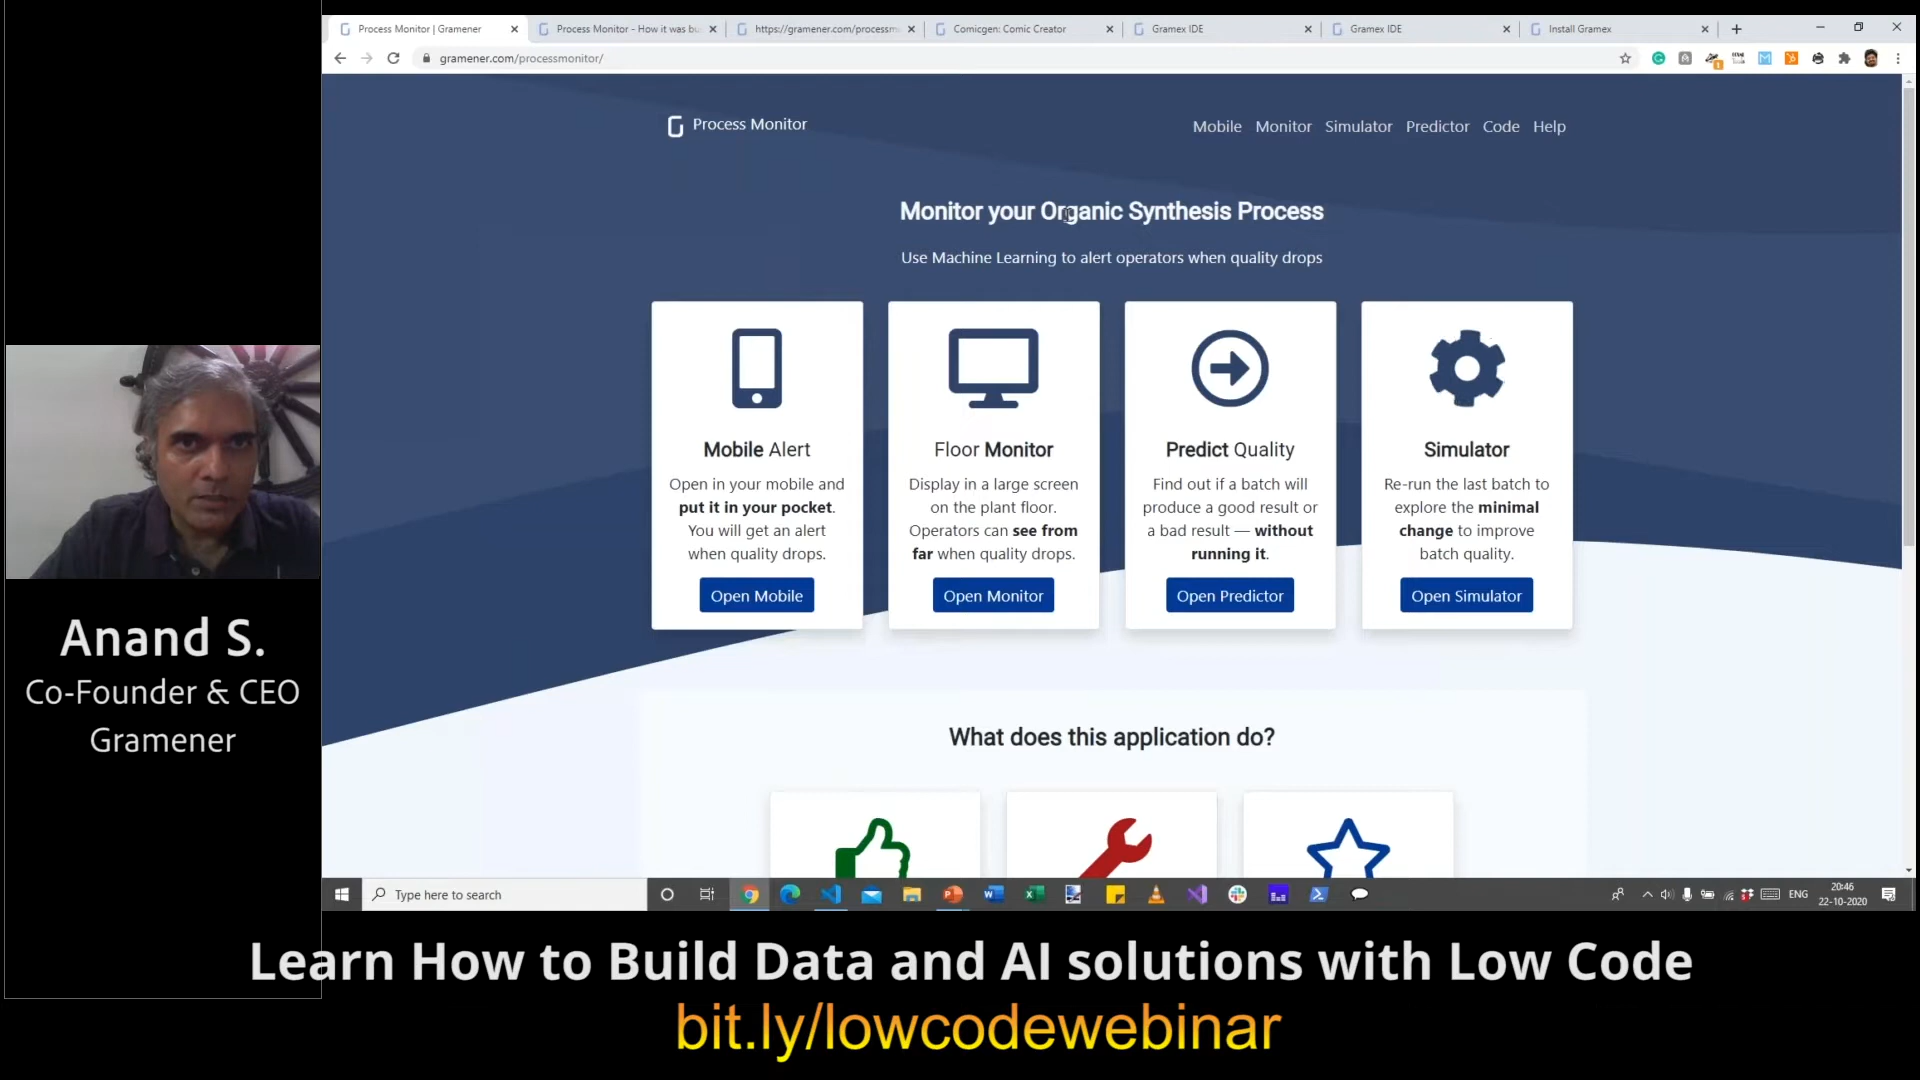 Process Monitor | Gramener
Process Monitor - How it was bu
https://gramener.com/processm
Comicgen: Comic Creator
Gramex IDE
Gramex IDE
Install Gramex
gramener.com/processmonitor/
Process Monitor
Mobile Monitor Simulator Predictor Code Help
Monitor your Organic Synthesis Process
Use Machine Learning to alert operators when quality drops
Mobile Alert
Open in your mobile and
put it in your pocket.
You will get an alert
when quality drops.
Open Mobile
Floor Monitor
Display in a large screen
on the plant floor.
Operators can see from
far when quality drops.
Open Monitor
Predict Quality
Find out if a batch will
produce a good result or
a bad result — without
running it.
Open Predictor
Simulator
Re-run the last batch to
explore the minimal
change to improve
batch quality.
Open Simulator
What does this application do?
Type here to search
ENG
20:46
22-10-2020
Anand S.
Co-Founder & CEO
Gramener
Learn How to Build Data and AI solutions with Low Code
bit.ly/lowcodewebinar